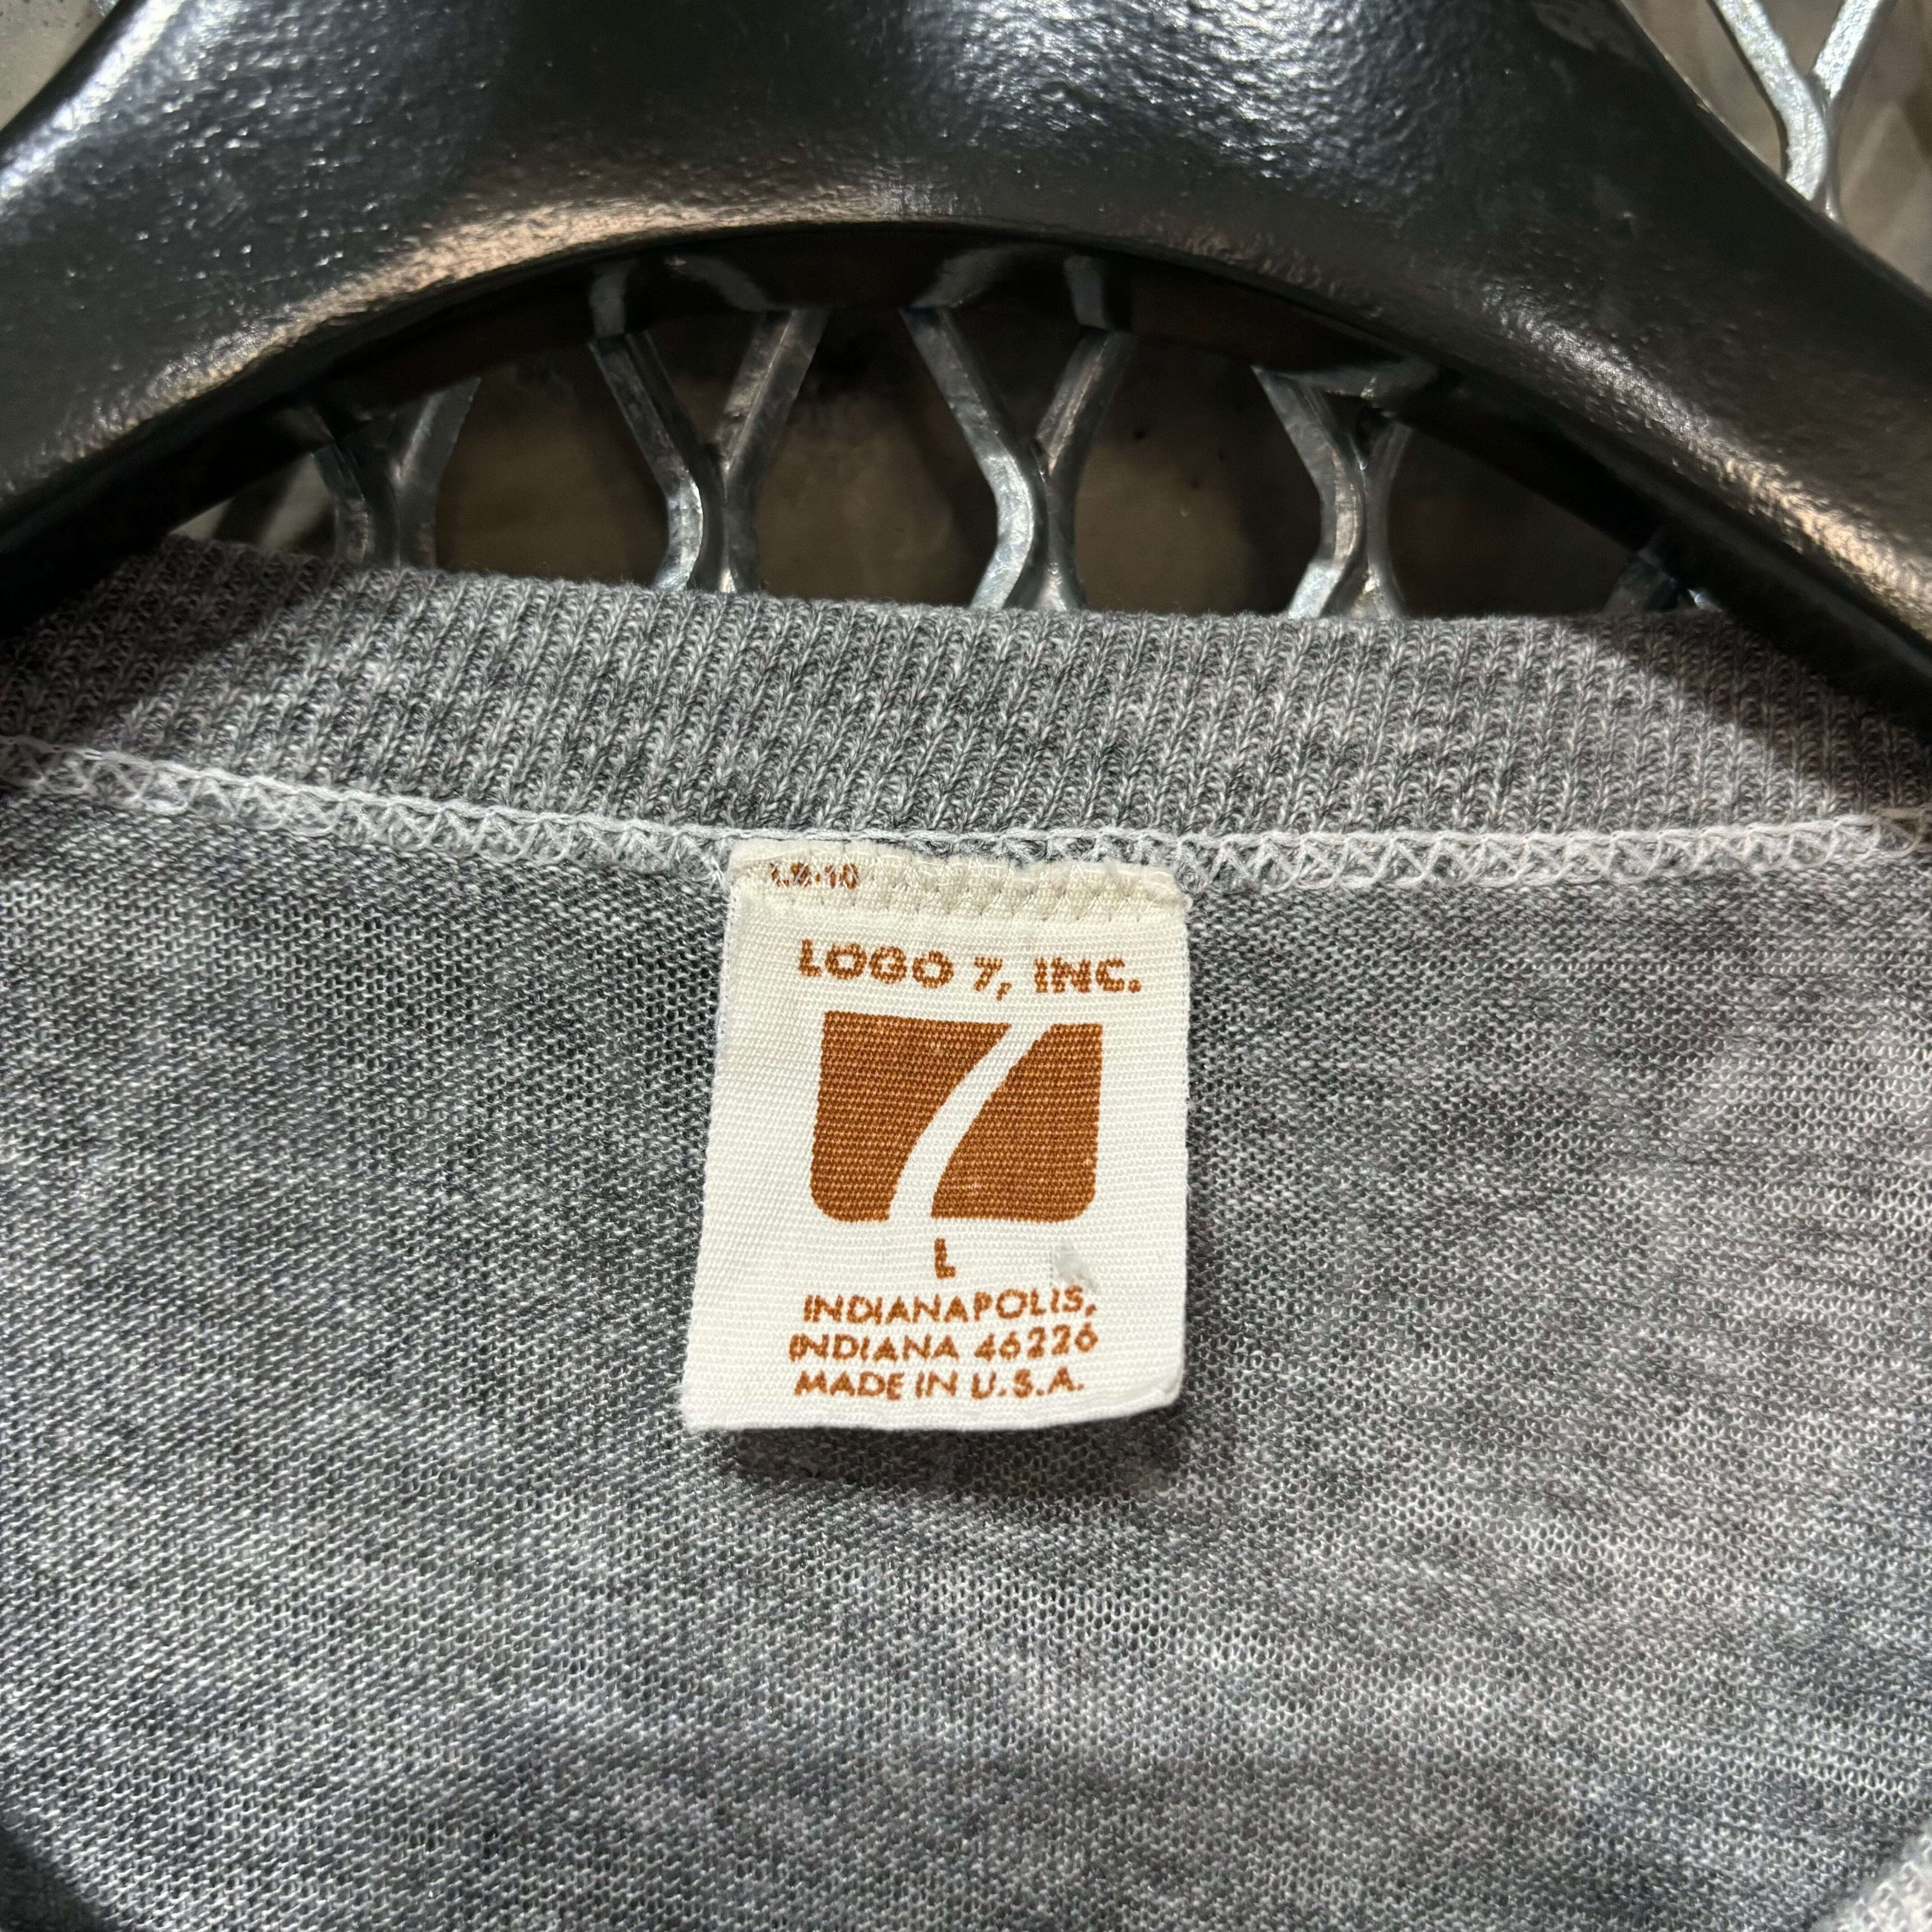 LOGO 7, INC.
7
L
INDIANAPOLIS,
INDIANA 46226
MADE IN U.S.A.